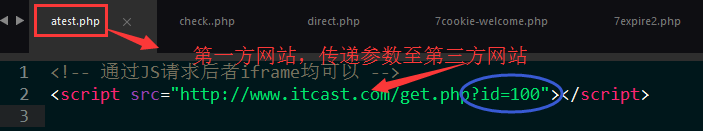 atest.php × check..php direct.php 7cookie-welcome.php 7expire2.php
第一方网站，传递参数至第三方网站
1 <!-- 通过JS请求后者iframe均可以 -->
2 <script src="http://www.itcast.com/get.php?id=100"></script>
3